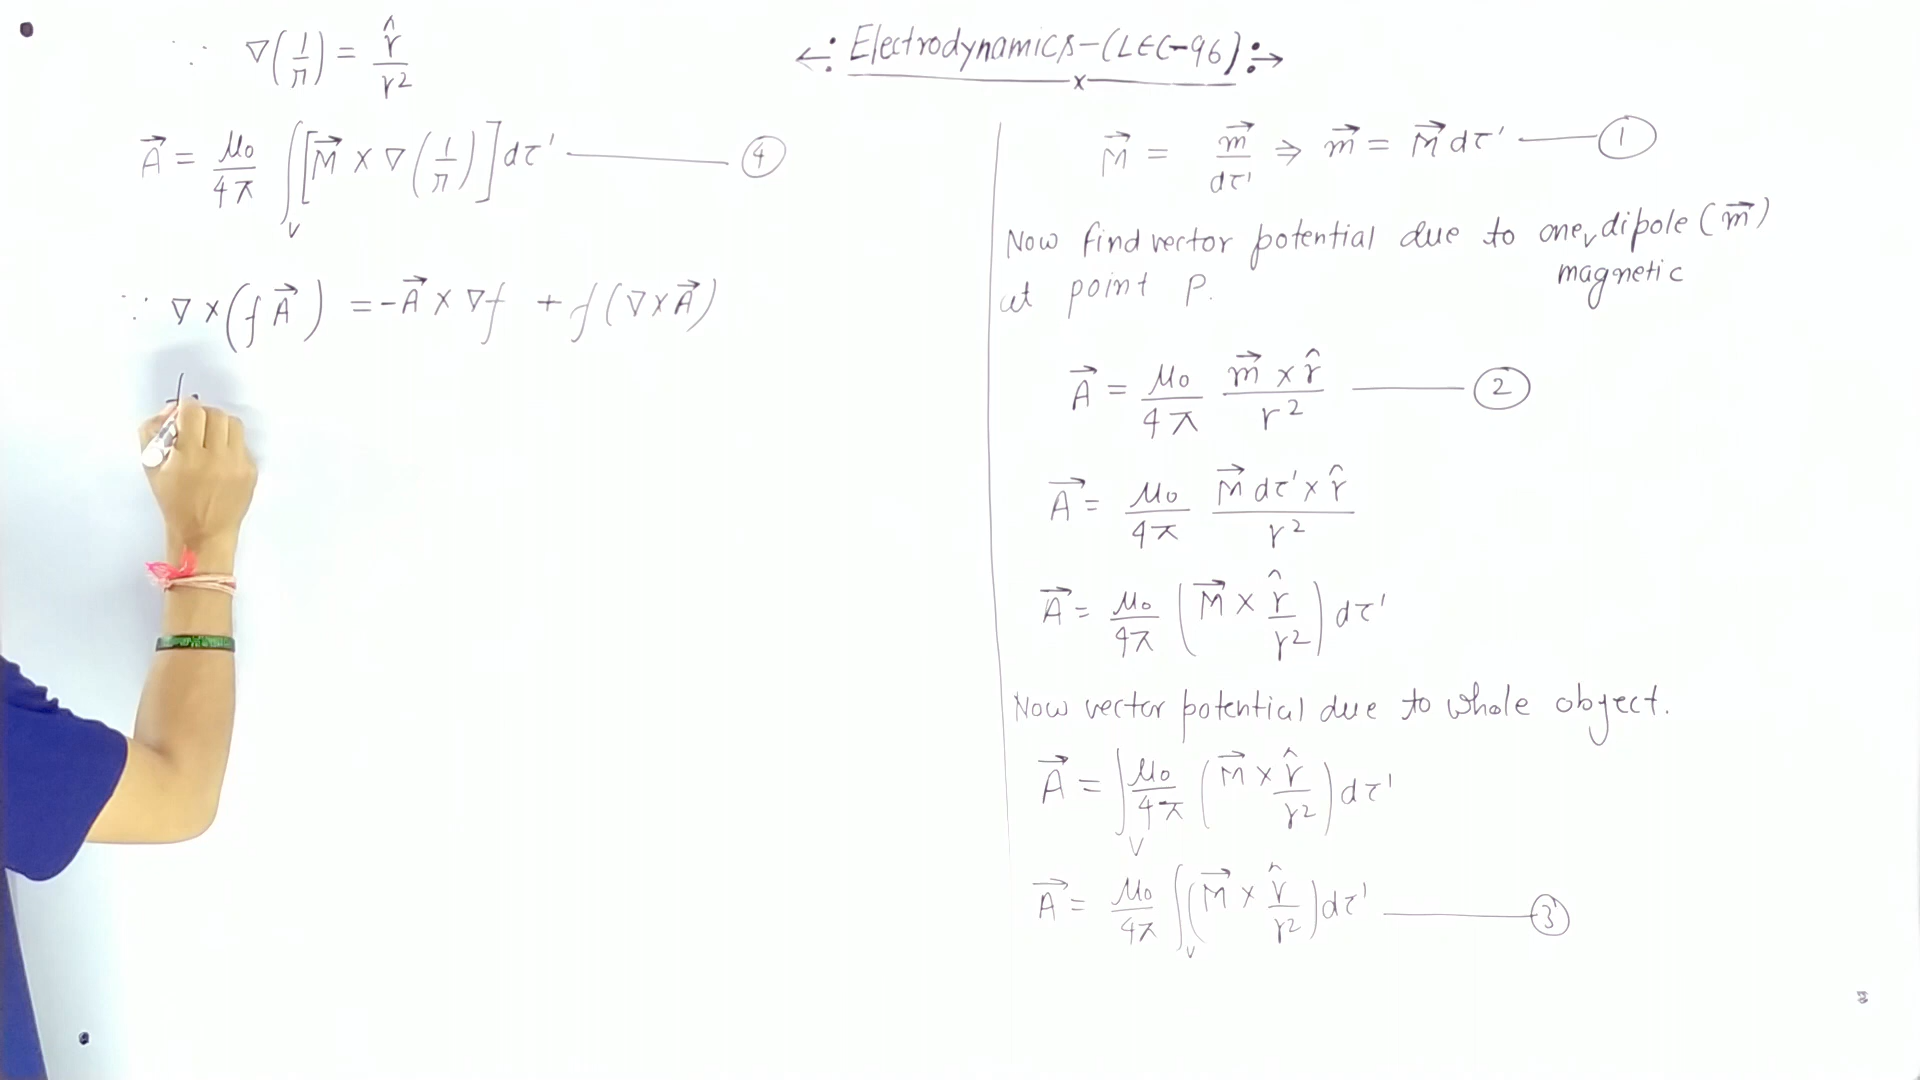 ←: Electrodynamics-(LEC-96) :→
∵ ∇(1/r) = r̂/r²
A⃗ = μ₀/4π ∫ᵥ [M⃗ × ∇(1/r)] dτ' —— ④
∵ ∇×(fA⃗) = -A⃗ × ∇f + f(∇×A⃗)
f
M⃗ = m⃗/dτ' ⇒ m⃗ = M⃗dτ' —— ①
Now find vector potential due to one magnetic dipole (m⃗)
at point P.
A⃗ = μ₀/4π m⃗ × r̂/r² —— ②
A⃗ = μ₀/4π M⃗dτ' × r̂/r²
A⃗ = μ₀/4π (M⃗ × r̂/r²) dτ'
Now vector potential due to whole object.
A⃗ = ∫ᵥ μ₀/4π (M⃗ × r̂/r²) dτ'
A⃗ = μ₀/4π ∫ᵥ (M⃗ × r̂/r²) dτ' —— ③